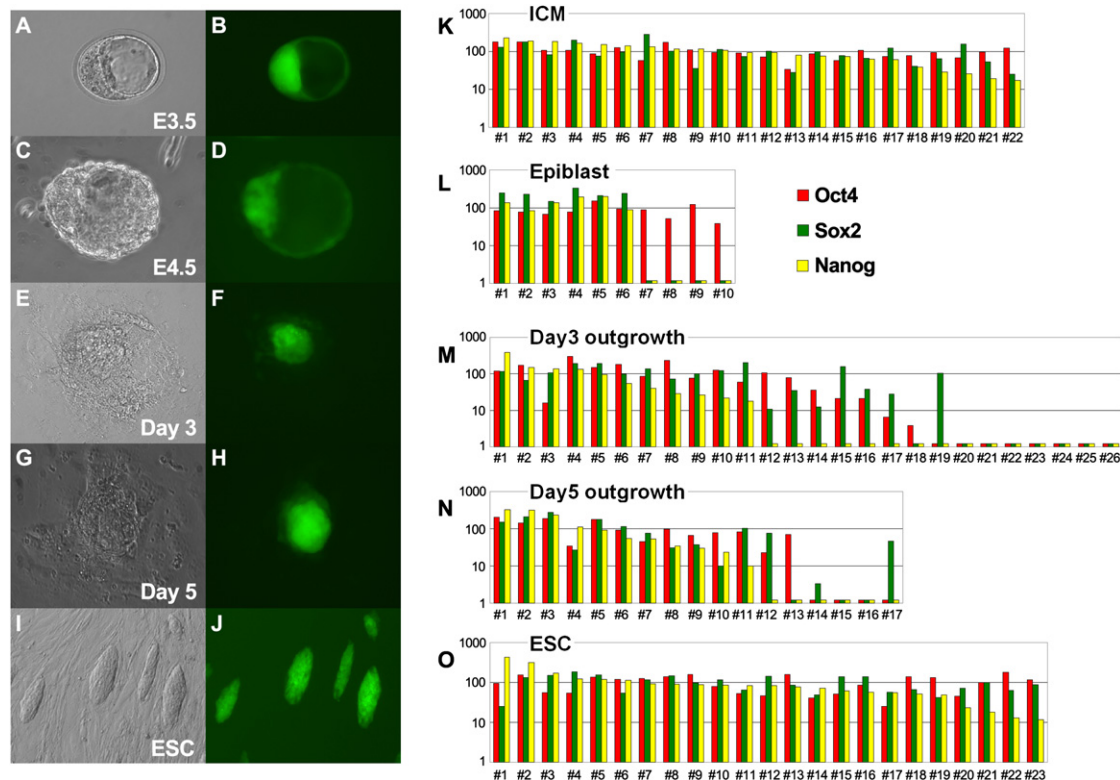 A
E3.5
B
C
E4.5
D
E
Day 3
F
G
Day 5
H
I
ESC
J
K
ICM
1000
100
10
1
#1 #2 #3 #4 #5 #6 #7 #8 #9 #10 #11 #12 #13 #14 #15 #16 #17 #18 #19 #20 #21 #22
L
Epiblast
1000
100
10
1
#1 #2 #3 #4 #5 #6 #7 #8 #9 #10
Oct4
Sox2
Nanog
M
Day3 outgrowth
1000
100
10
1
#1 #2 #3 #4 #5 #6 #7 #8 #9 #10 #11 #12 #13 #14 #15 #16 #17 #18 #19 #20 #21 #22 #23 #24 #25 #26
N
Day5 outgrowth
1000
100
10
1
#1 #2 #3 #4 #5 #6 #7 #8 #9 #10 #11 #12 #13 #14 #15 #16 #17
O
ESC
1000
100
10
1
#1 #2 #3 #4 #5 #6 #7 #8 #9 #10 #11 #12 #13 #14 #15 #16 #17 #18 #19 #20 #21 #22 #23